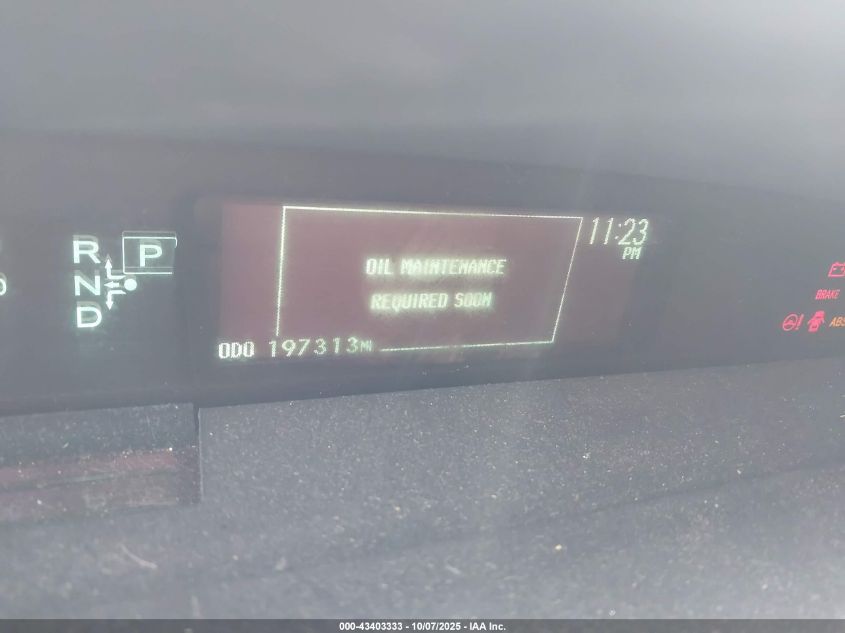 R P
N
D
OIL MAINTENANCE
REQUIRED SOON
11:23
PM
ODO 197313MI
BRAKE
ABS
000-43403333 - 10/07/2025 - IAA Inc.